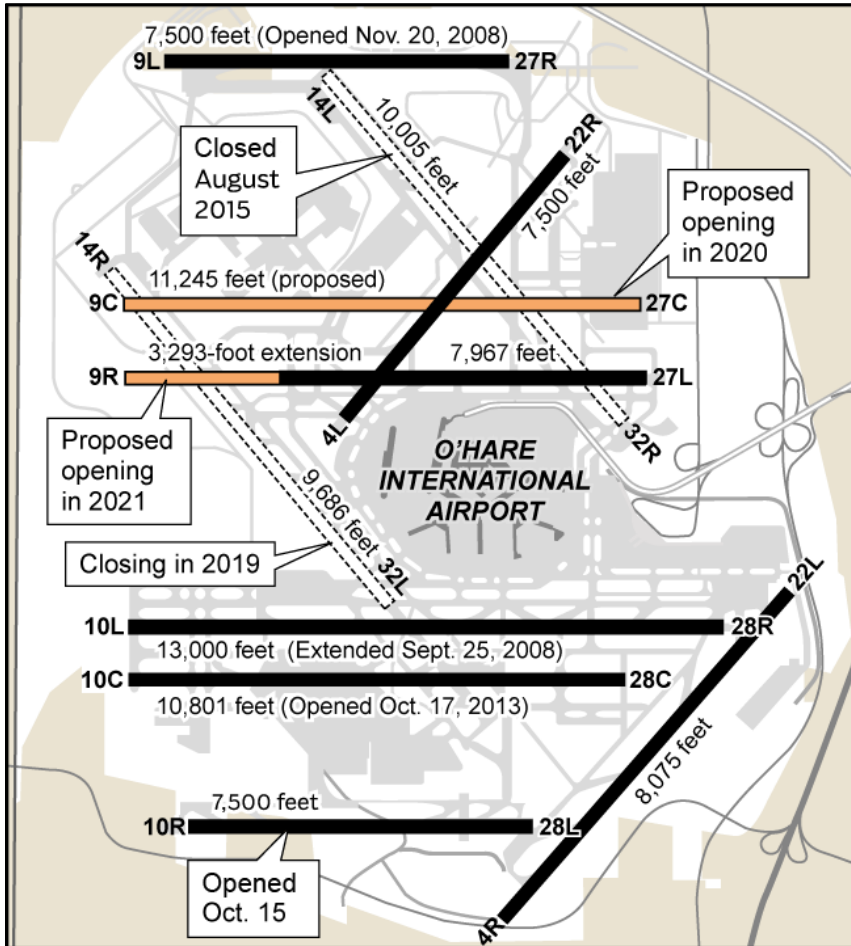 7,500 feet (Opened Nov. 20, 2008)
9L
27R
14L
10,005 feet
22R
7,500 feet
Closed
August
2015
Proposed
opening
in 2020
14R
11,245 feet (proposed)
9C
27C
3,293-foot extension
7,967 feet
9R
27L
4L
32R
Proposed
opening
in 2021
O'HARE
INTERNATIONAL
AIRPORT
9,686 feet
32L
Closing in 2019
22L
10L
28R
13,000 feet (Extended Sept. 25, 2008)
10C
28C
10,801 feet (Opened Oct. 17, 2013)
8,075 feet
7,500 feet
10R
28L
Opened
Oct. 15
4R